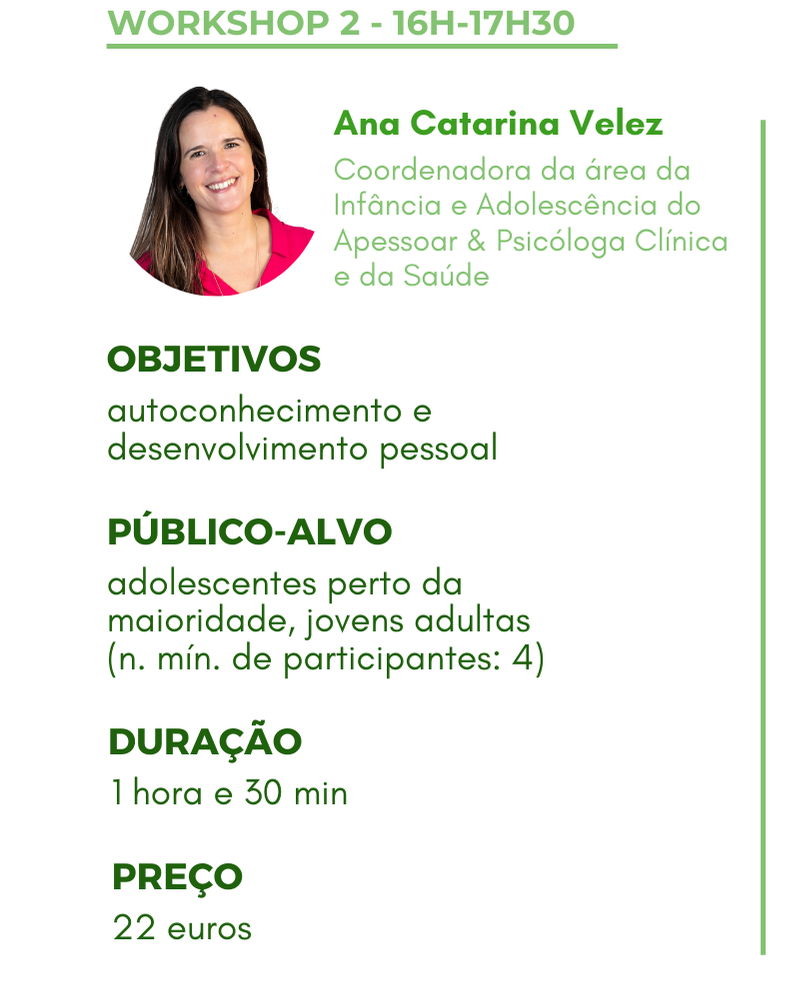 WORKSHOP 2 - 16H-17H30
Ana Catarina Velez
Coordenadora da área da
Infância e Adolescência do
Apessoar & Psicóloga Clínica
e da Saúde
OBJETIVOS
autoconhecimento e
desenvolvimento pessoal
PÚBLICO-ALVO
adolescentes perto da
maioridade, jovens adultas
(n. mín. de participantes: 4)
DURAÇÃO
1 hora e 30 min
PREÇO
22 euros